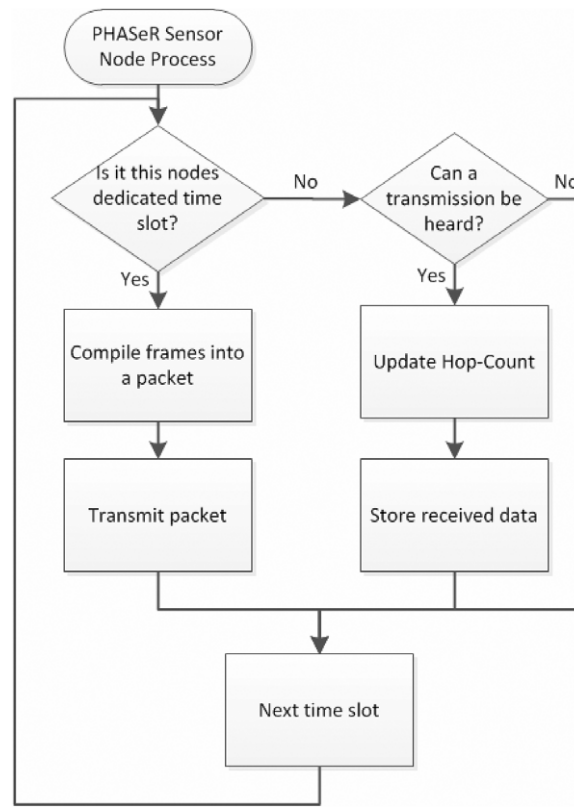 PHASeR Sensor
Node Process
Is it this nodes
dedicated time
slot?
No
Can a
transmission be
heard?
No
Yes
Yes
Compile frames into
a packet
Update Hop-Count
Transmit packet
Store received data
Next time slot